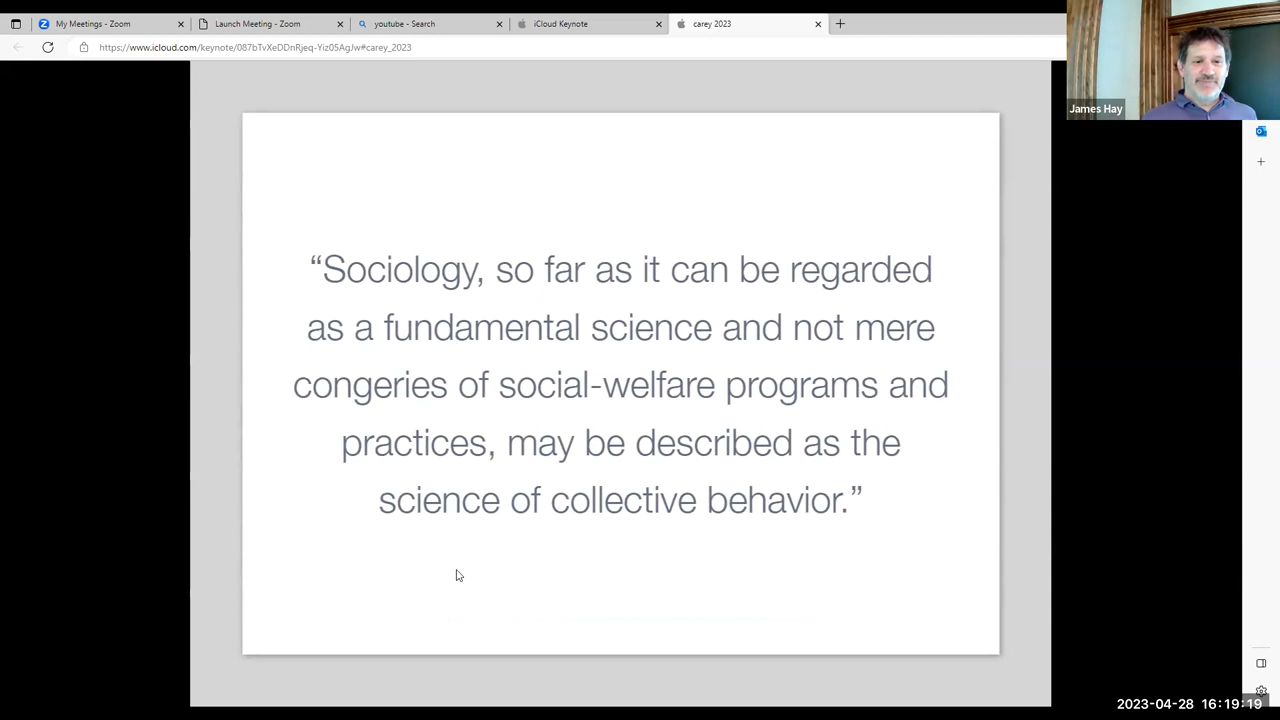 My Meetings - Zoom
Launch Meeting - Zoom
youtube - Search
iCloud Keynote
carey 2023
https://www.icloud.com/keynote/087bTvXeDDnRjeq-Yiz05AgJw#carey_2023
James Hay
“Sociology, so far as it can be regarded
as a fundamental science and not mere
congeries of social-welfare programs and
practices, may be described as the
science of collective behavior.”
2023-04-28 16:19:19